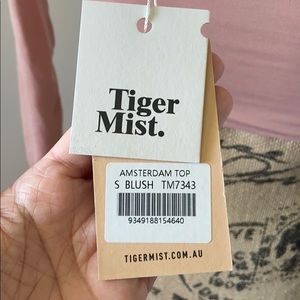 Tiger
Mist.
AMSTERDAM TOP
S BLUSH TM7343
9349188154640
TIGERMIST.COM.AU